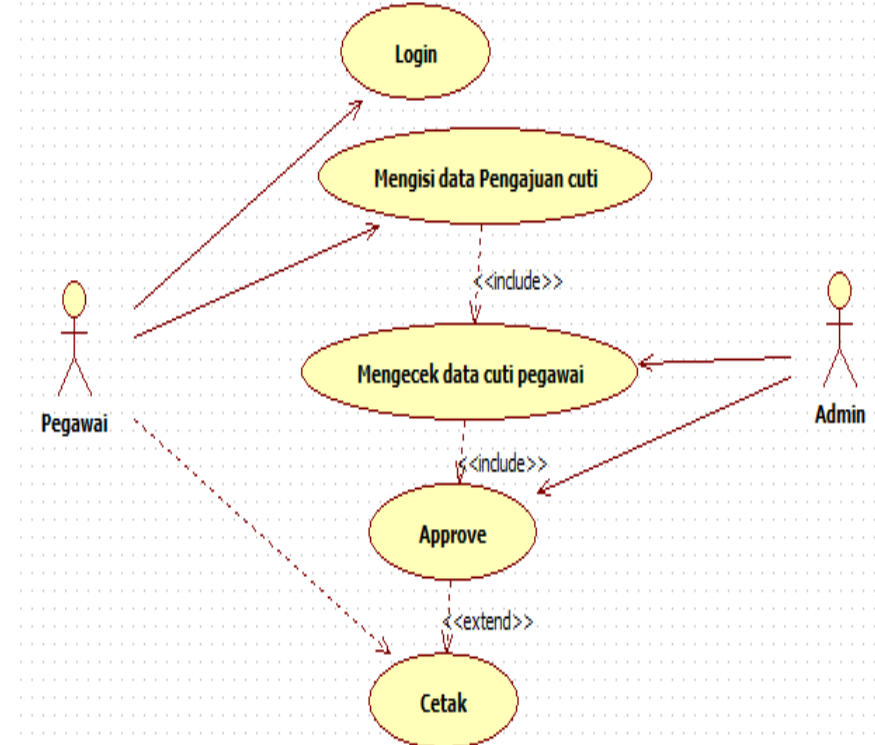 Login
Mengisi data Pengajuan cuti
<<include>>
Mengecek data cuti pegawai
Pegawai
Admin
<<include>>
Approve
<<extend>>
Cetak